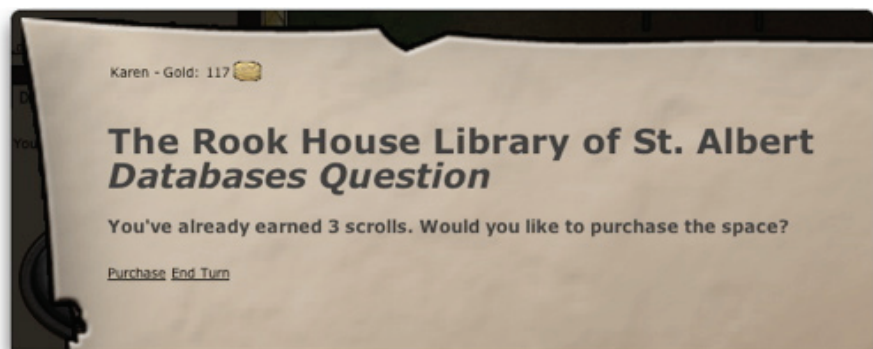 Karen - Gold: 117
The Rook House Library of St. Albert
Databases Question
You've already earned 3 scrolls. Would you like to purchase the space?
Purchase End Turn